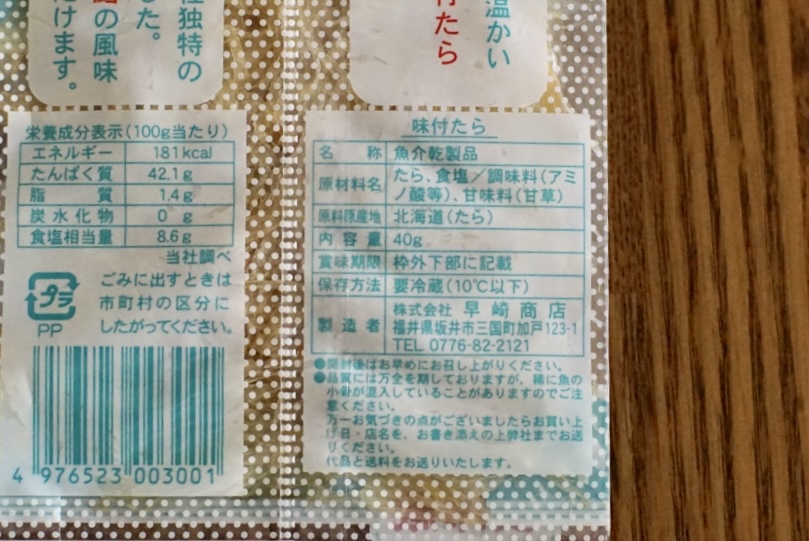 性独特の
した。
の風味
けます。
栄養成分表示(100g当たり)
エネルギー 181kcal
たんぱく質 42.1g
脂質 1.4g
炭水化物 0g
食塩相当量 8.6g
当社調べ
プラ
PP
ごみに出すときは
市町村の区分に
したがってください。
4 976523 003001
温かい
付たら
味付たら
名称 魚介乾製品
原材料名 たら、食塩/調味料(アミ
ノ酸等)、甘味料(甘草)
原料原産地 北海道(たら)
内容量 40g
賞味期限 枠外下部に記載
保存方法 要冷蔵(10℃以下)
製造者 株式会社 早崎商店
福井県坂井市三国町加戸123-1
TEL 0776-82-2121
●開封後はお早めにお召し上がりください。
●品質には万全を期しておりますが、稀に魚の
小骨が混入していることがありますのでご注
意ください。
万一お気づきの点がございましたらお買い上
げ日・店名を、お書き添えの上弊社までお送
りください。
代品と送料をお送りいたします。